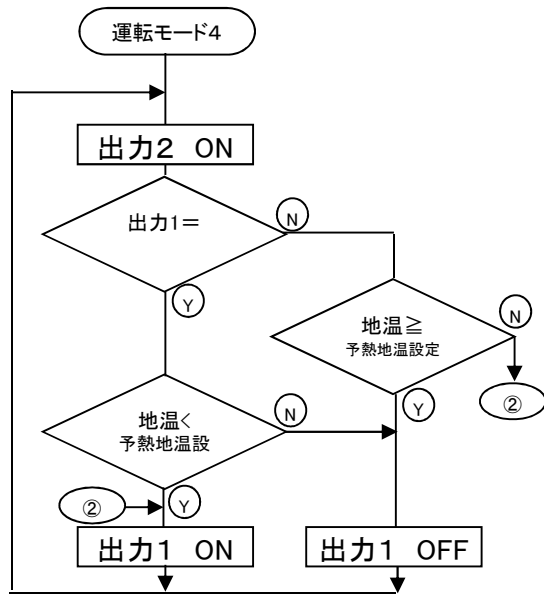 運転モード4
出力2 ON
出力1＝
N
Y
地温≧
予熱地温設定
N
②
Y
地温<
予熱地温設
N
②
Y
出力1 ON
出力1 OFF